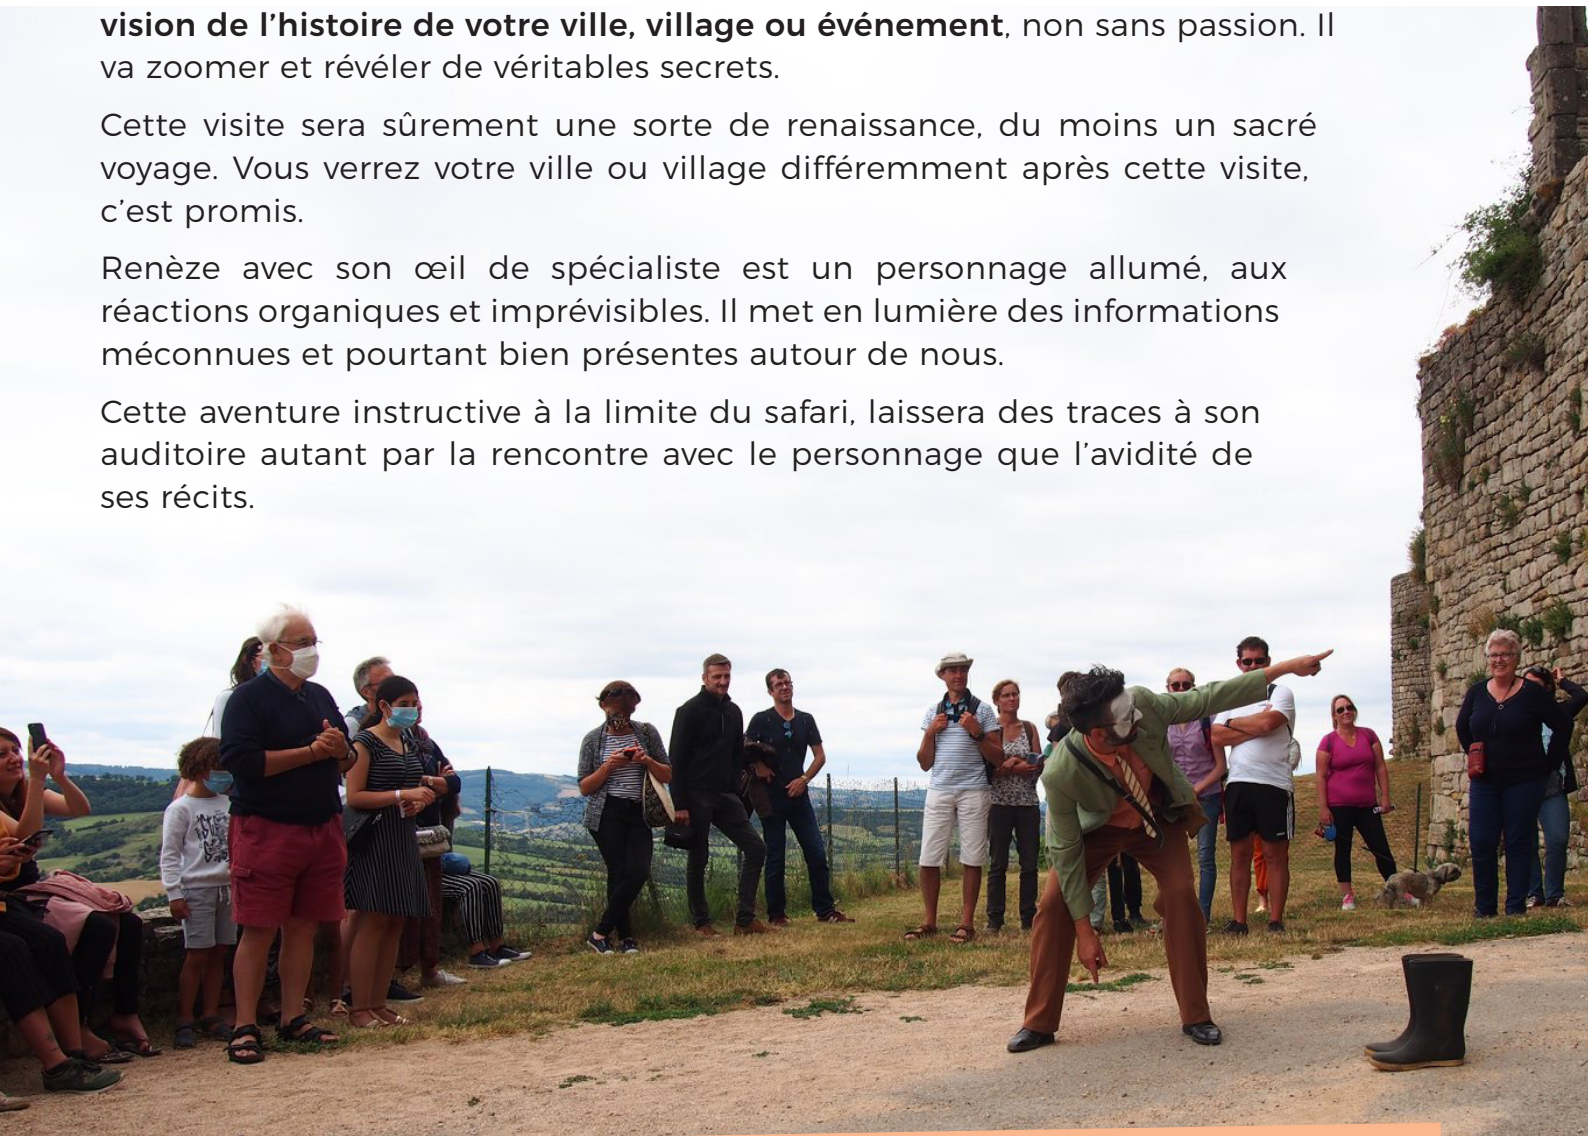 vision de l’histoire de votre ville, village ou événement, non sans passion. Il
va zoomer et révéler de véritables secrets.
Cette visite sera sûrement une sorte de renaissance, du moins un sacré
voyage. Vous verrez votre ville ou village différemment après cette visite,
c’est promis.
Renèze avec son œil de spécialiste est un personnage allumé, aux
réactions organiques et imprévisibles. Il met en lumière des informations
méconnues et pourtant bien présentes autour de nous.
Cette aventure instructive à la limite du safari, laissera des traces à son
auditoire autant par la rencontre avec le personnage que l’avidité de
ses récits.